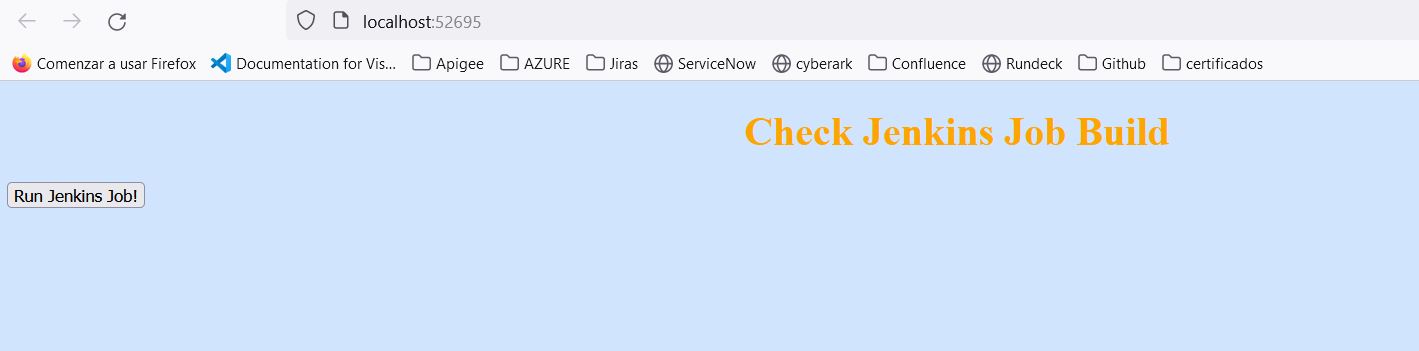 localhost:52695
Comenzar a usar Firefox Documentation for Vis... Apigee AZURE Jiras ServiceNow cyberark Confluence Rundeck Github certificados
Check Jenkins Job Build
Run Jenkins Job!